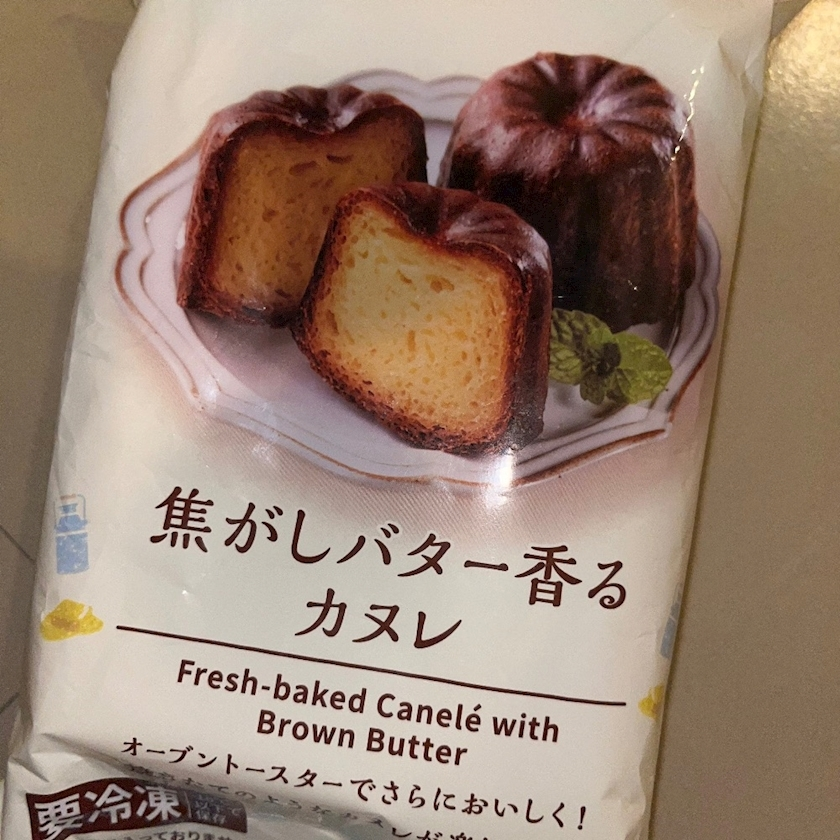 焦がしバター香る
カヌレ
Fresh-baked Canelé with
Brown Butter
オーブントースターでさらにおいしく!
要冷凍